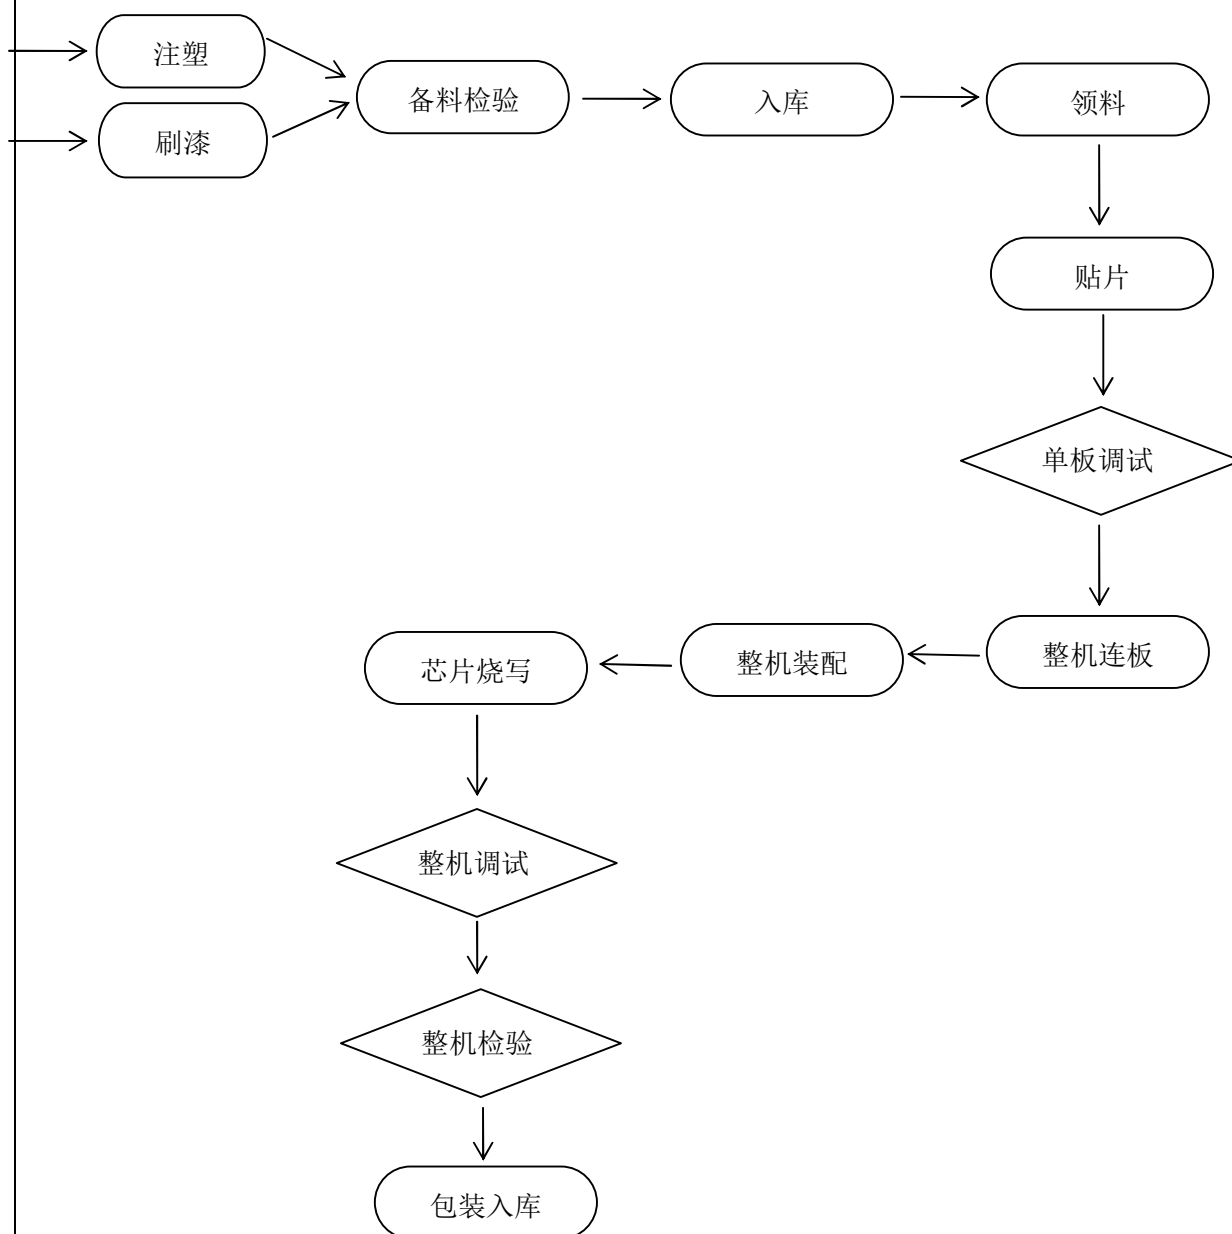 注塑
刷漆
备料检验
入库
领料
贴片
单板调试
整机连板
整机装配
芯片烧写
整机调试
整机检验
包装入库